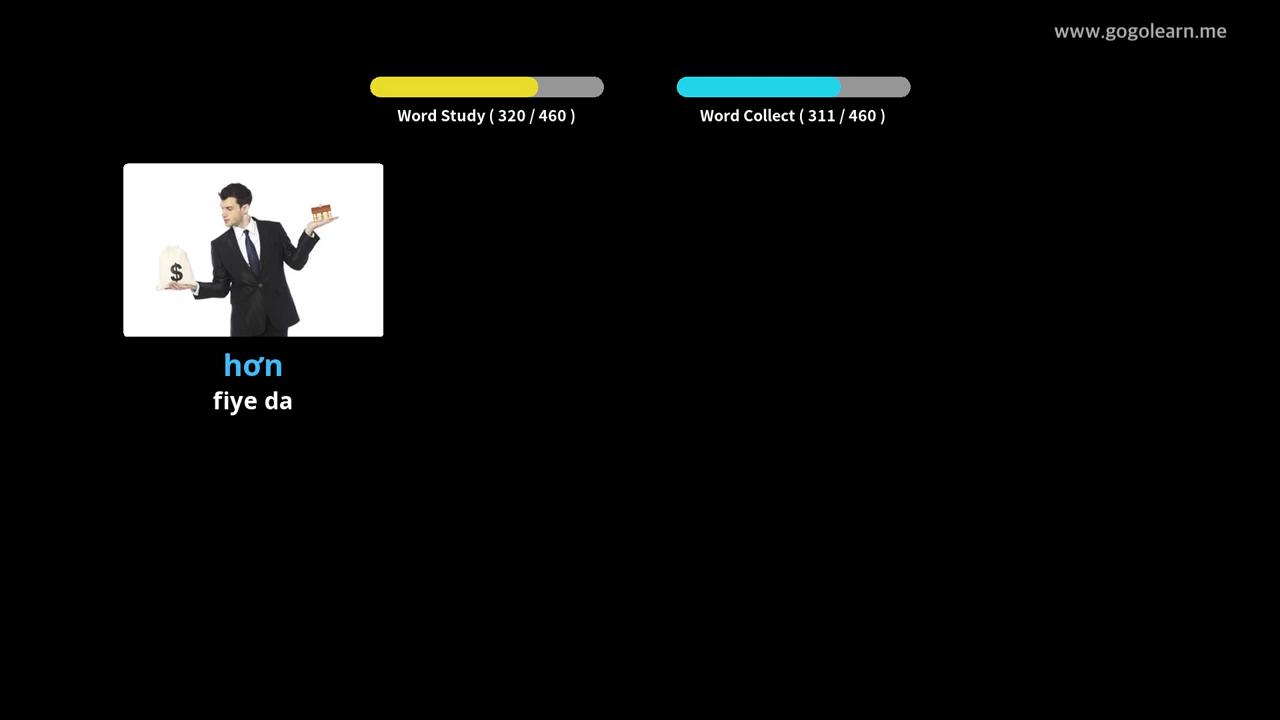 www.gogolearn.me
Word Study ( 320 / 460 )
Word Collect ( 311 / 460 )
$
hơn
fiye da